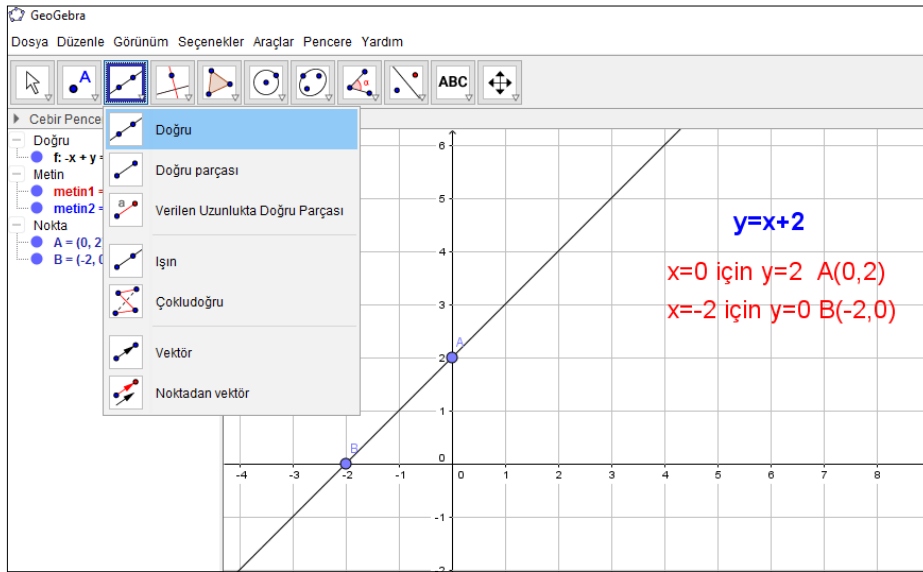 GeoGebra
Dosya Düzenle Görünüm Seçenekler Araçlar Pencere Yardım
A
α
ABC
Cebir Pence
Doğru
f: -x + y =
Metin
metin1 =
metin2 =
Nokta
A = (0, 2
B = (-2, 0
Doğru
Doğru parçası
a
Verilen Uzunlukta Doğru Parçası
Işın
Çokludoğru
Vektör
Noktadan vektör
y=x+2
x=0 için y=2 A(0,2)
x=-2 için y=0 B(-2,0)
A
B
6
5
4
3
2
1
0
-1
-2
-4 -3 -2 -1 0 1 2 3 4 5 6 7 8